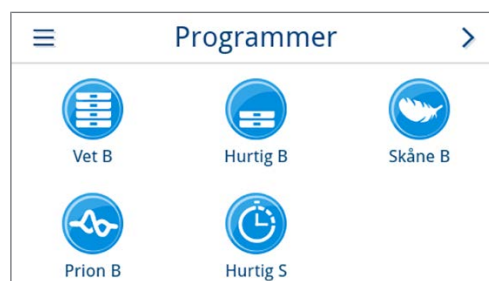 Programmer
Vet B
Hurtig B
Skåne B
Prion B
Hurtig S